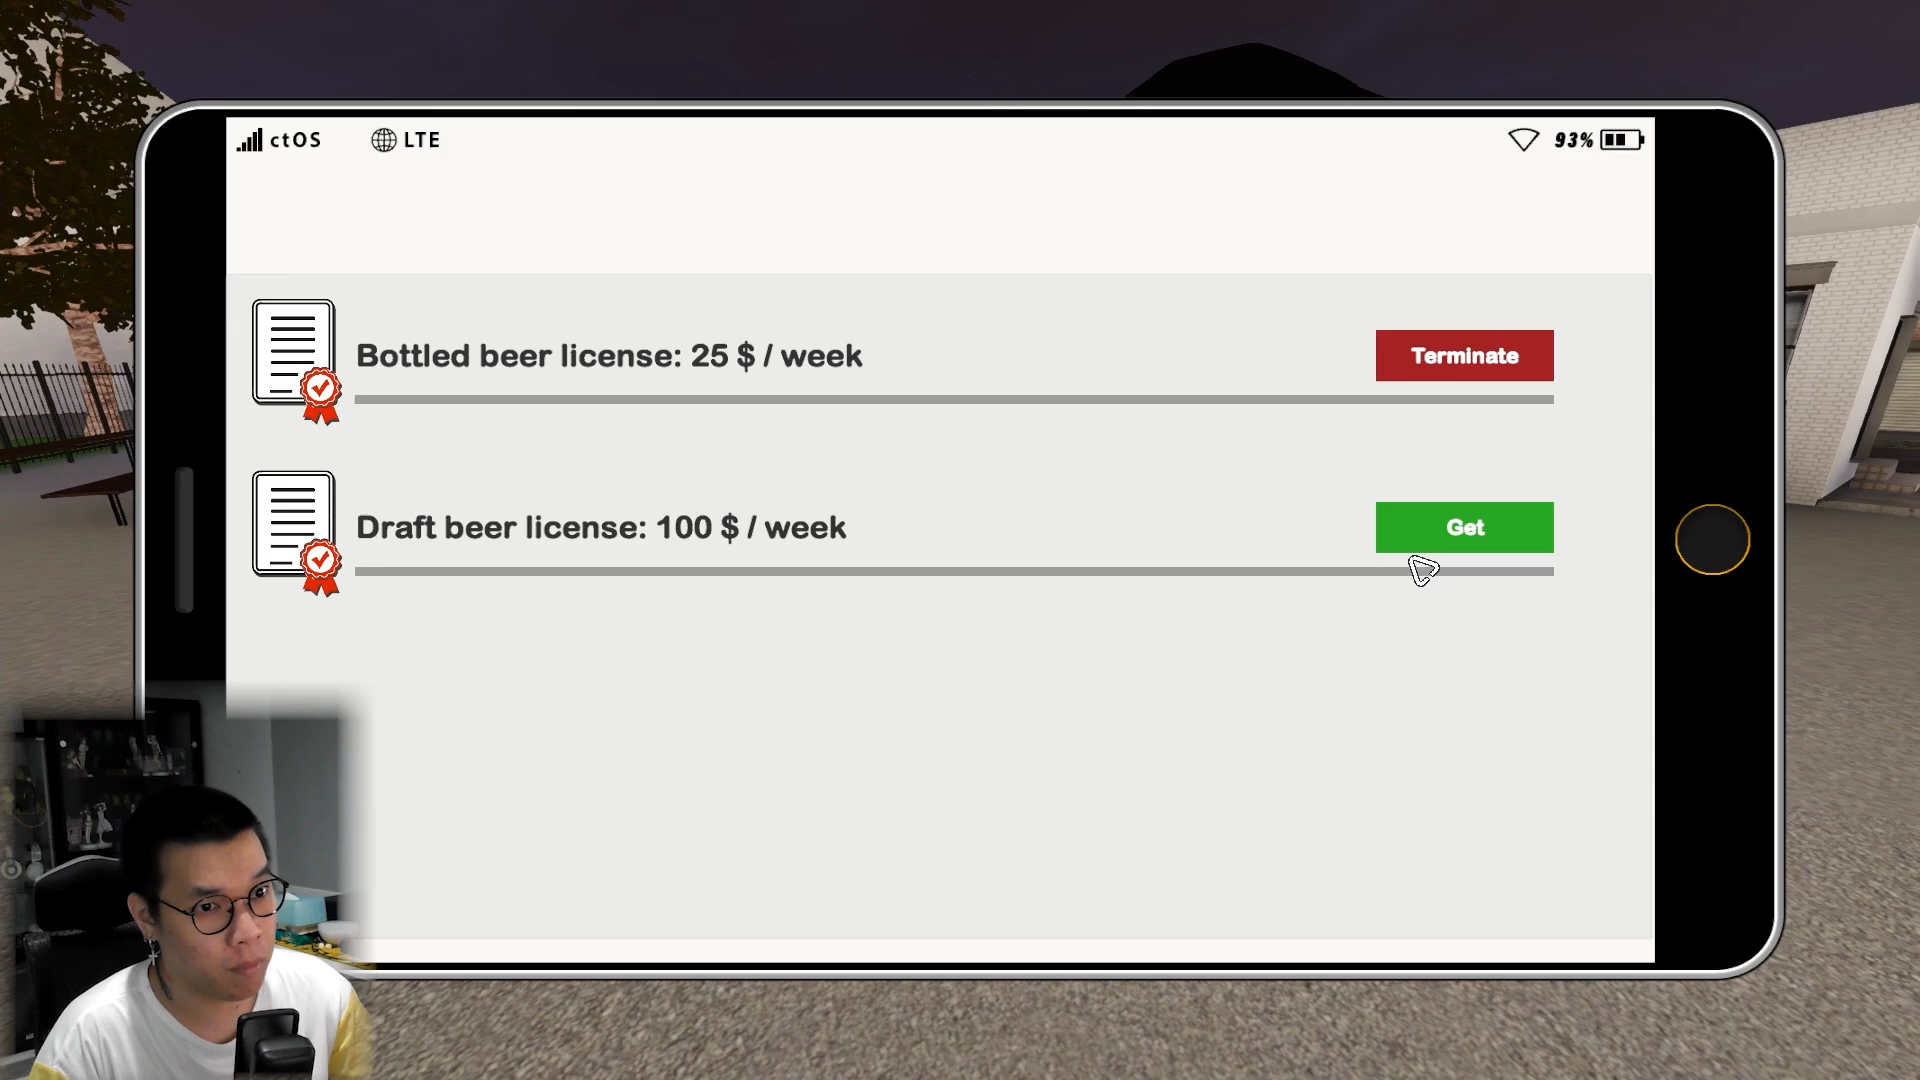 ctOS LTE 93%
Bottled beer license: 25 $ / week Terminate
Draft beer license: 100 $ / week Get